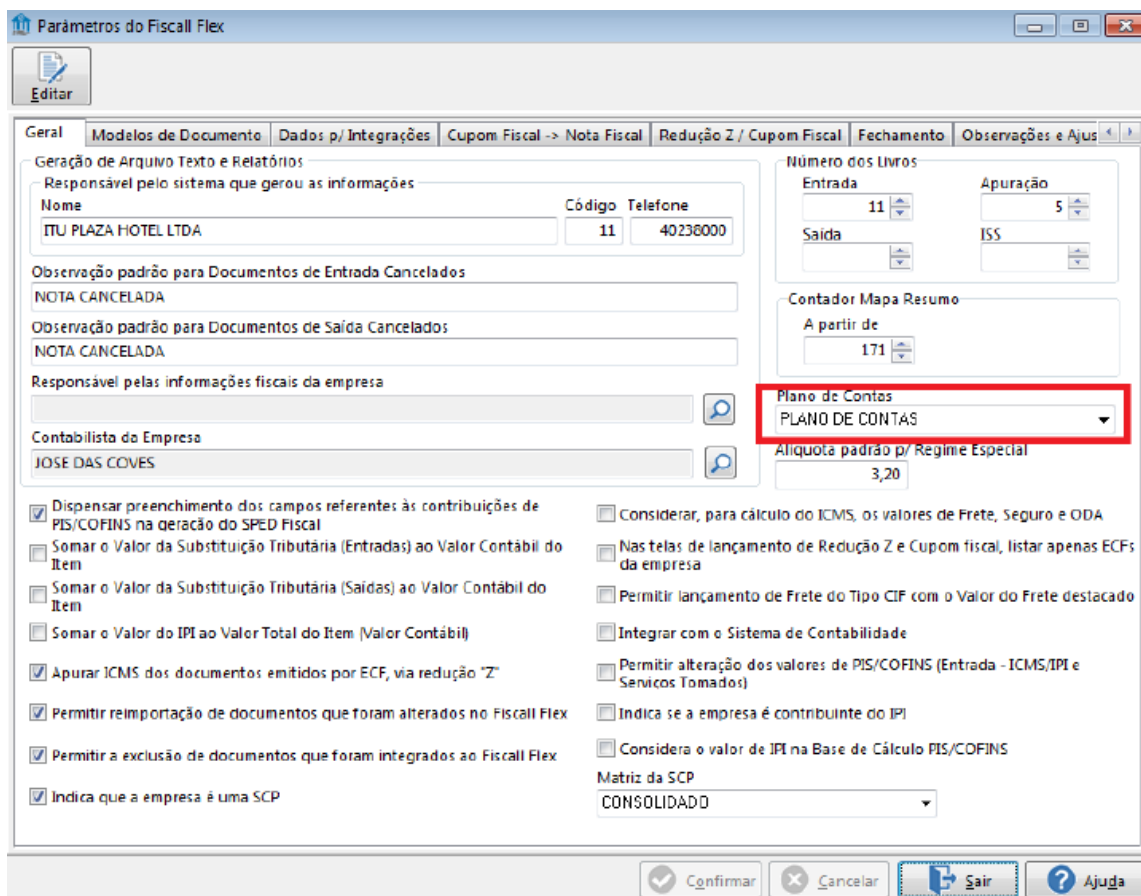 Parâmetros do Fiscall Flex
Editar
Geral
Modelos de Documento
Dados p/ Integrações
Cupom Fiscal -> Nota Fiscal
Redução Z / Cupom Fiscal
Fechamento
Observações e Ajus
Geração de Arquivo Texto e Relatórios
Responsável pelo sistema que gerou as informações
Nome
Código
Telefone
ITU PLAZA HOTEL LTDA
11
40238000
Observação padrão para Documentos de Entrada Cancelados
NOTA CANCELADA
Observação padrão para Documentos de Saída Cancelados
NOTA CANCELADA
Responsável pelas informações fiscais da empresa
Contabilista da Empresa
JOSE DAS COVES
Número dos Livros
Entrada
Apuração
11
5
Saída
ISS
Contador Mapa Resumo
A partir de
171
Plano de Contas
PLANO DE CONTAS
Alíquota padrão p/ Regime Especial
3,20
Dispensar preenchimento dos campos referentes às contribuições de
PIS/COFINS na geração do SPED Fiscal
Somar o Valor da Substituição Tributária (Entradas) ao Valor Contábil do
Item
Somar o Valor da Substituição Tributária (Saídas) ao Valor Contábil do
Item
Somar o Valor do IPI ao Valor Total do Item (Valor Contábil)
Apurar ICMS dos documentos emitidos por ECF, via redução "Z"
Permitir reimportação de documentos que foram alterados no Fiscall Flex
Permitir a exclusão de documentos que foram integrados ao Fiscall Flex
Indica que a empresa é uma SCP
Considerar, para cálculo do ICMS, os valores de Frete, Seguro e ODA
Nas telas de lançamento de Redução Z e Cupom fiscal, listar apenas ECFs
da empresa
Permitir lançamento de Frete do Tipo CIF com o Valor do Frete destacado
Integrar com o Sistema de Contabilidade
Permitir alteração dos valores de PIS/COFINS (Entrada - ICMS/IPI e
Serviços Tomados)
Indica se a empresa é contribuinte do IPI
Considera o valor de IPI na Base de Cálculo PIS/COFINS
Matriz da SCP
CONSOLIDADO
Confirmar
Cancelar
Sair
Ajuda